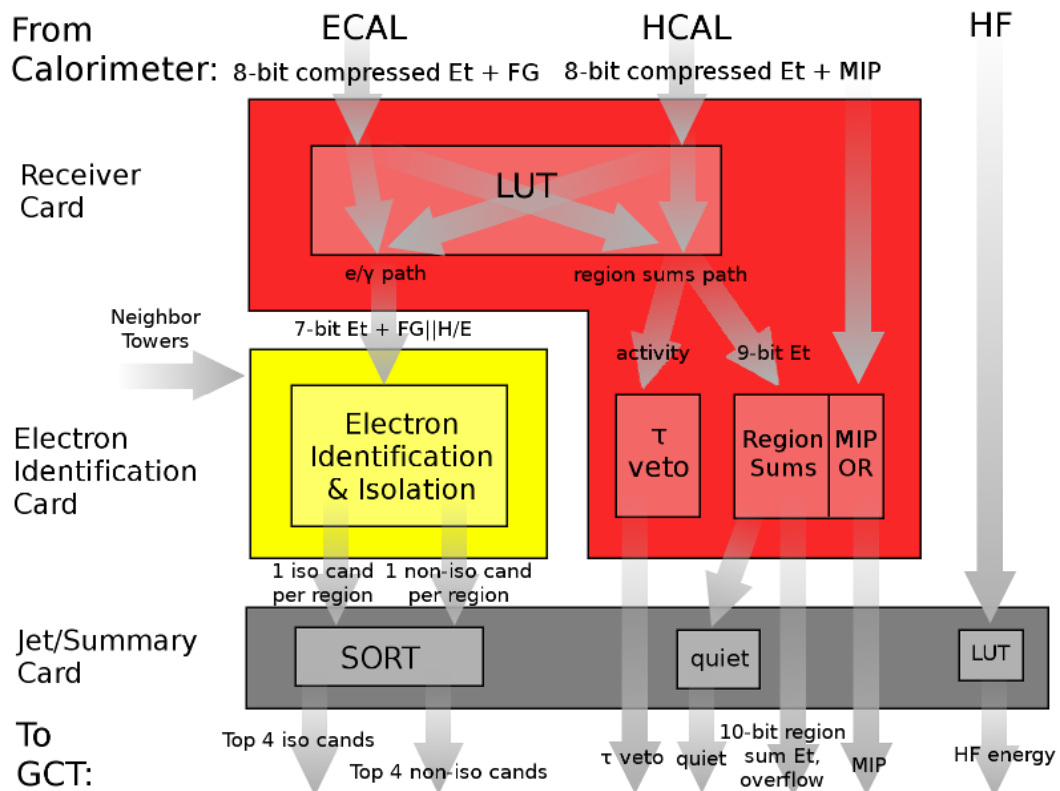 From
Calorimeter:
ECAL
HCAL
HF
8-bit compressed Et + FG
8-bit compressed Et + MIP
Receiver
Card
LUT
e/γ path
region sums path
Neighbor
Towers
7-bit Et + FG||H/E
activity
9-bit Et
Electron
Identification
Card
Electron
Identification
& Isolation
τ
veto
Region
Sums
MIP
OR
1 iso cand
per region
1 non-iso cand
per region
Jet/Summary
Card
SORT
quiet
LUT
To
GCT:
Top 4 iso cands
Top 4 non-iso cands
τ veto
quiet
10-bit region
sum Et,
overflow
MIP
HF energy